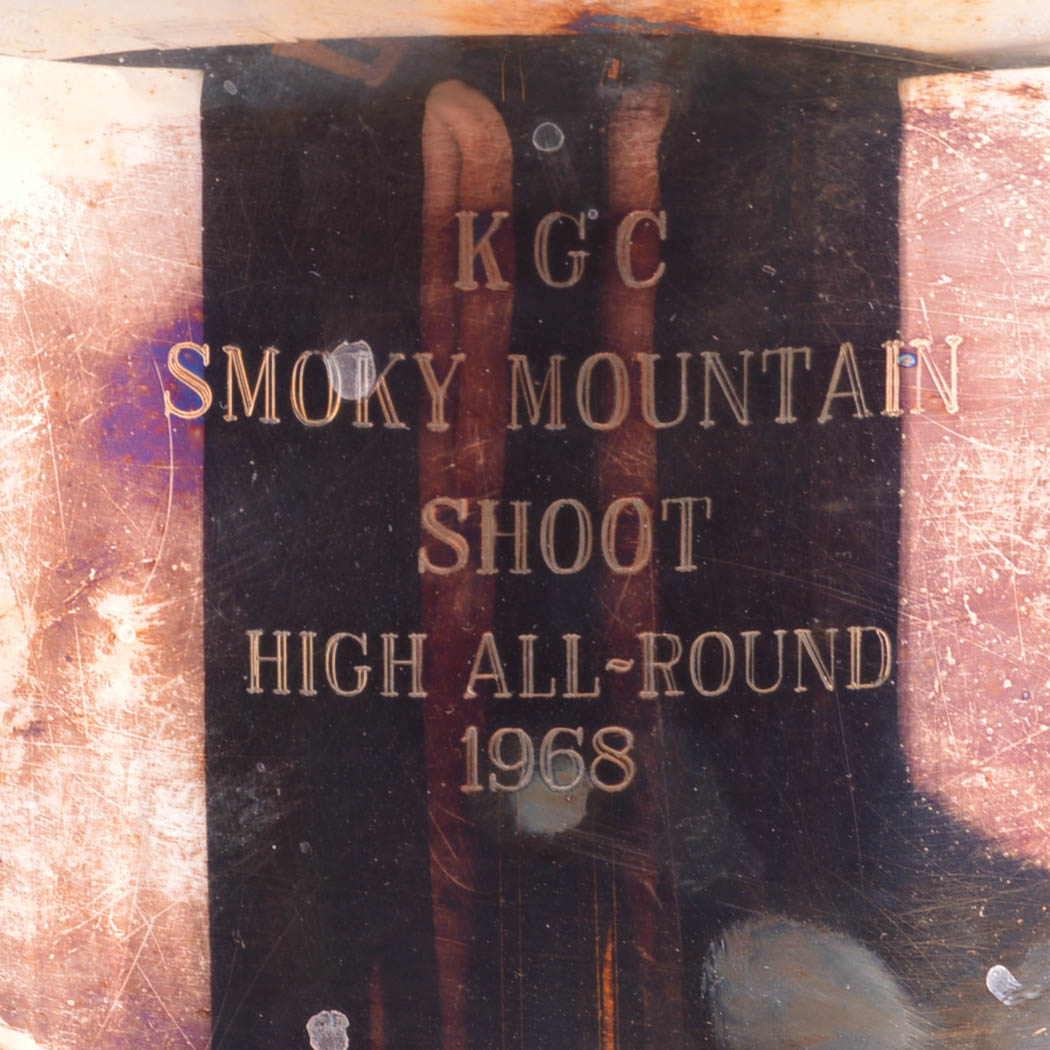 KGC
SMOKY MOUNTAIN
SHOOT
HIGH ALL~ROUND
1968